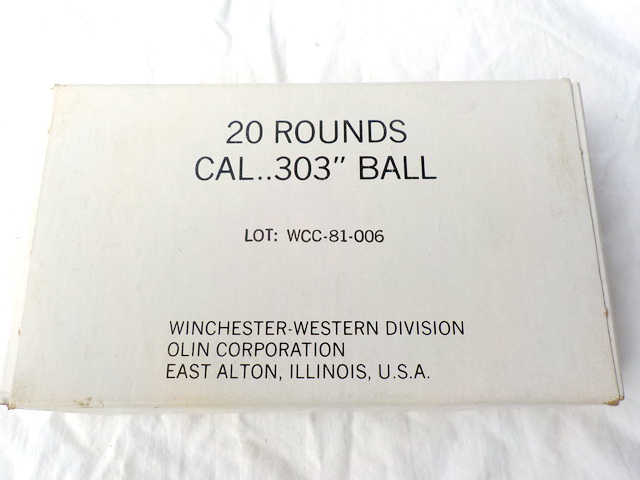 20 ROUNDS
CAL..303" BALL
LOT: WCC-81-006
WINCHESTER-WESTERN DIVISION
OLIN CORPORATION
EAST ALTON, ILLINOIS, U.S.A.